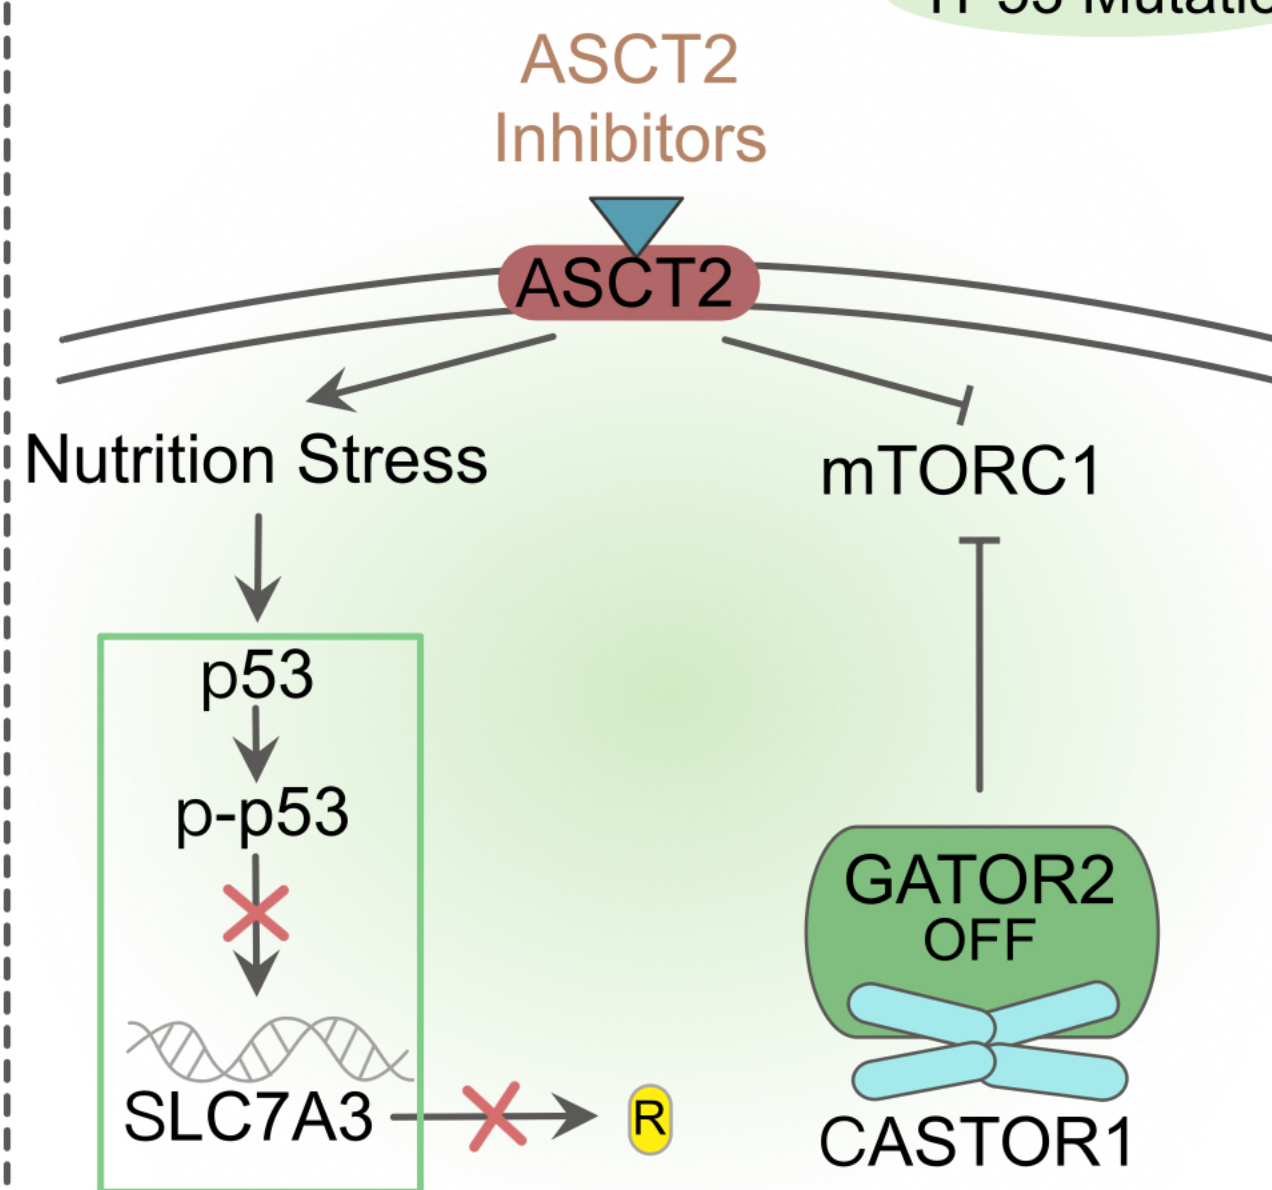 ASCT2
Inhibitors
ASCT2
Nutrition Stress
mTORC1
p53
p-p53
GATOR2
OFF
SLC7A3
R
CASTOR1